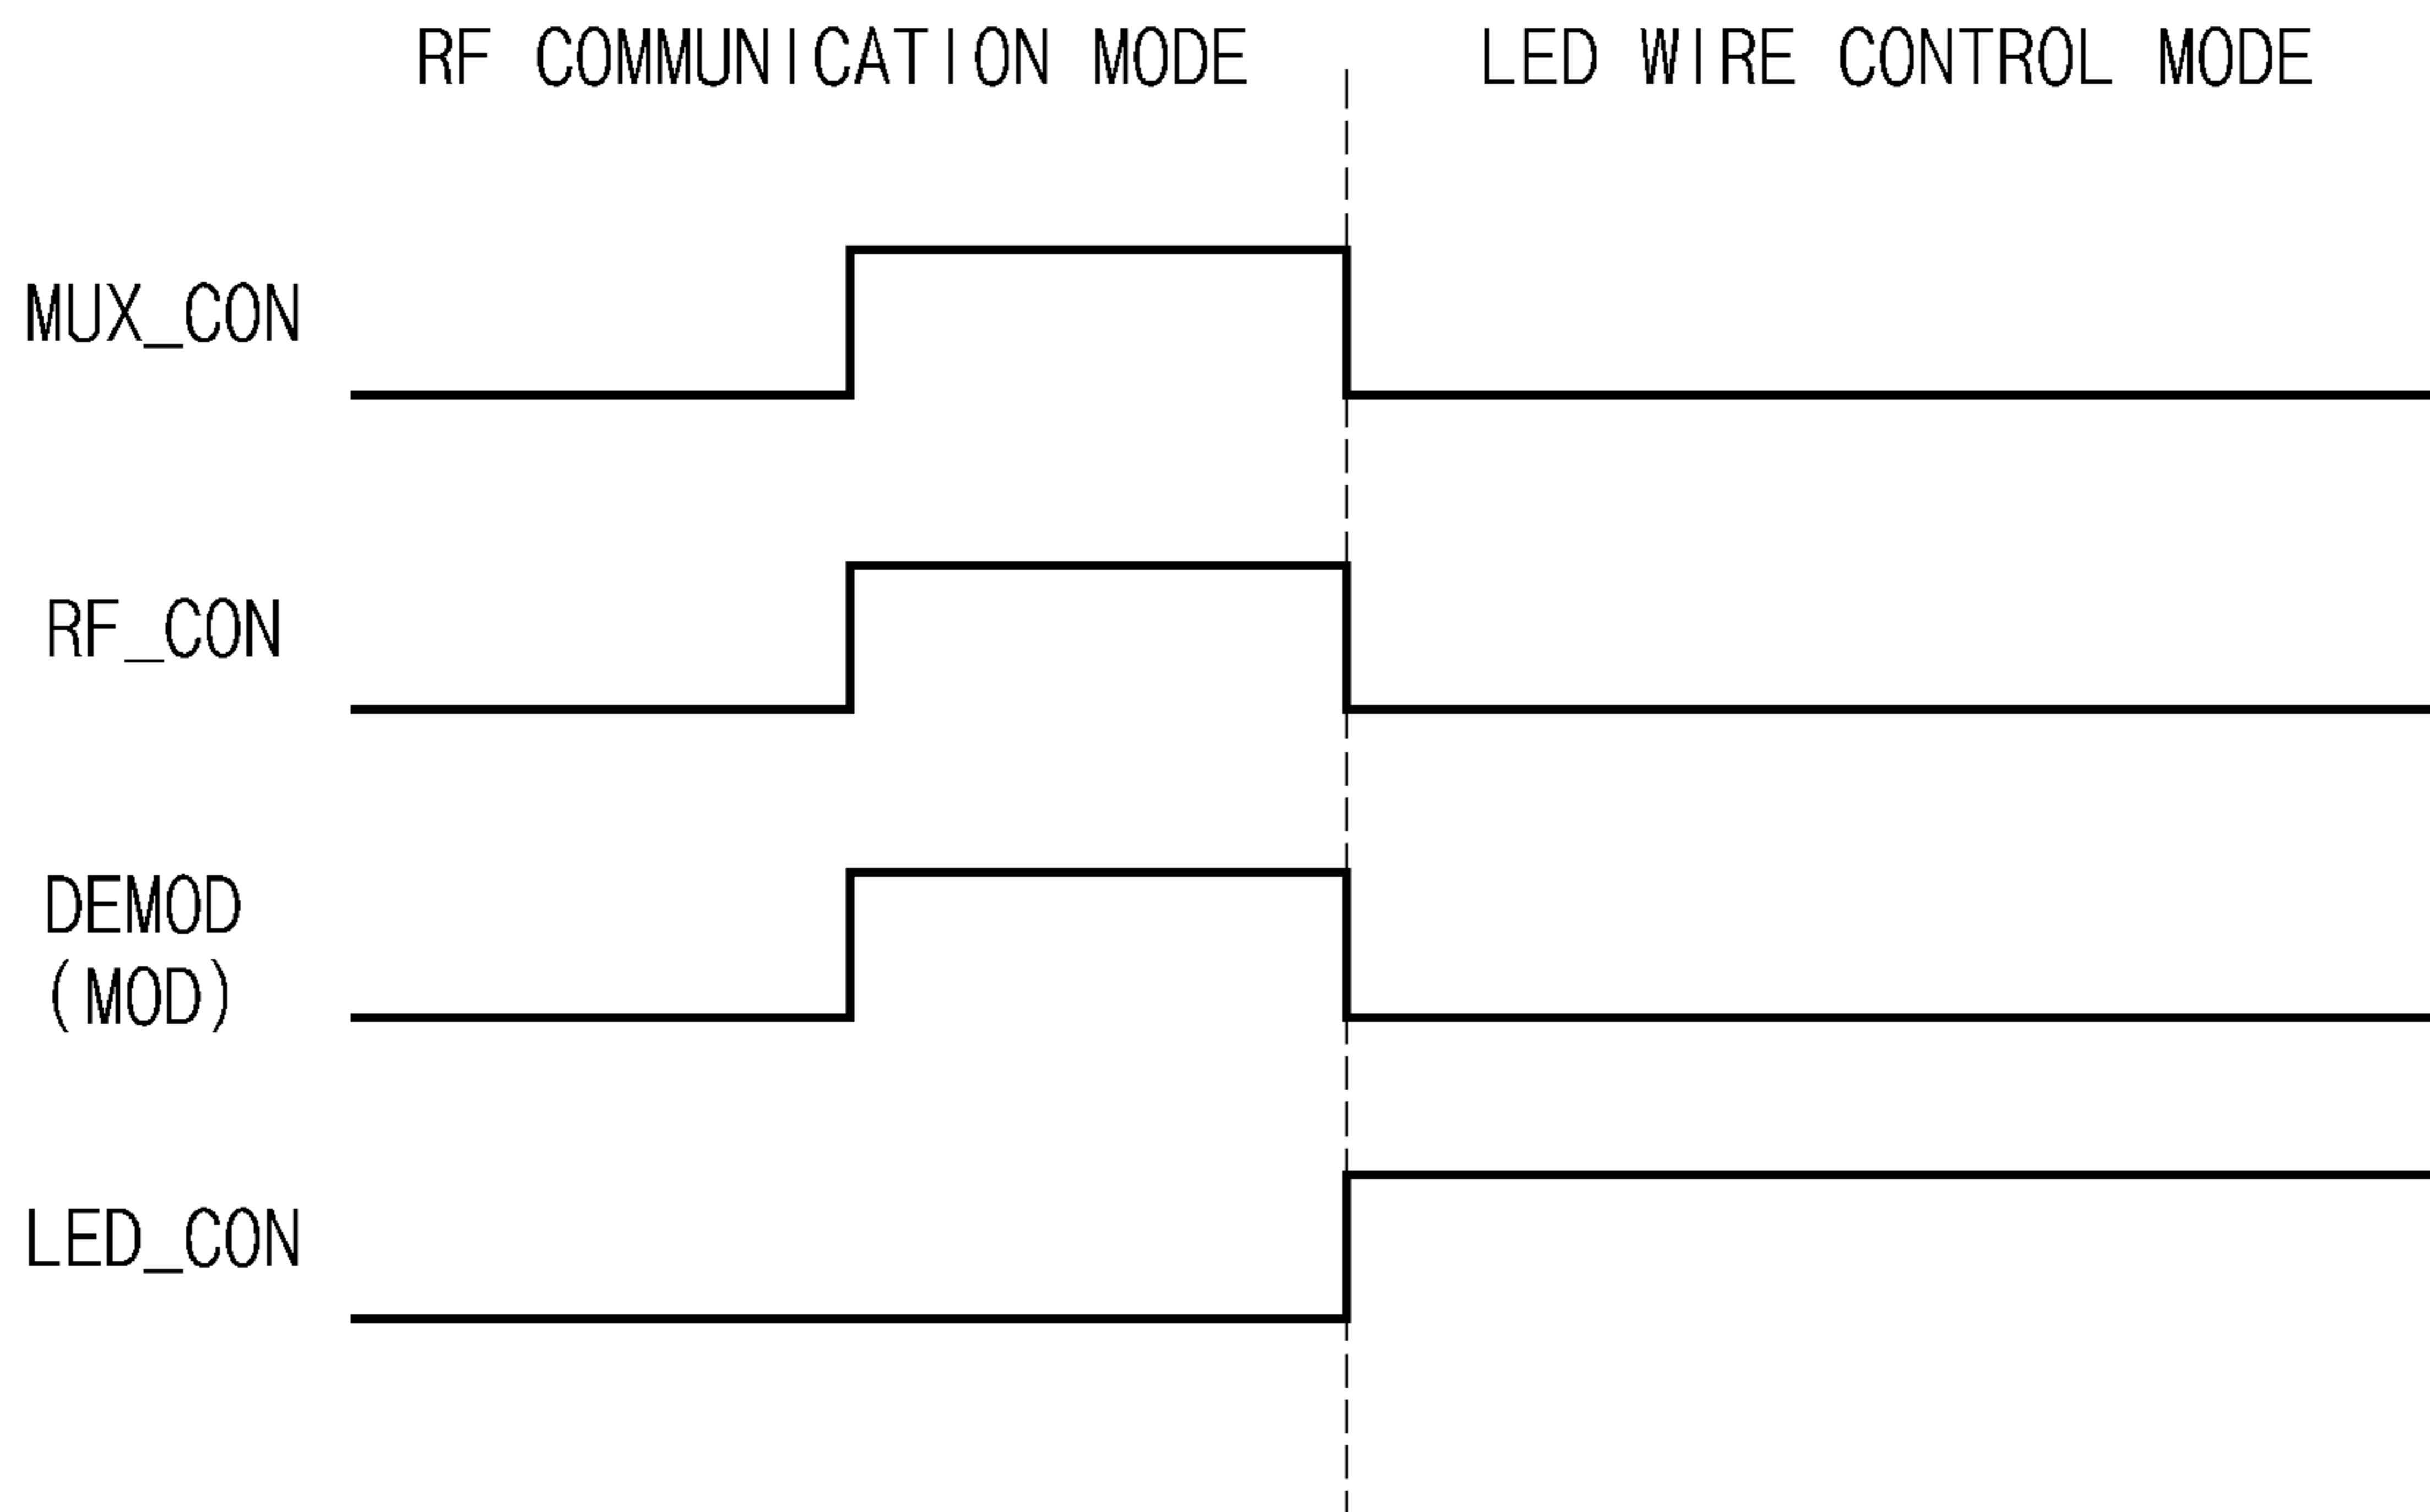 RF COMMUNICATION MODE LED WIRE CONTROL MODE
MUX_CON
RF_CON
DEMOD
(MOD)
LED_CON